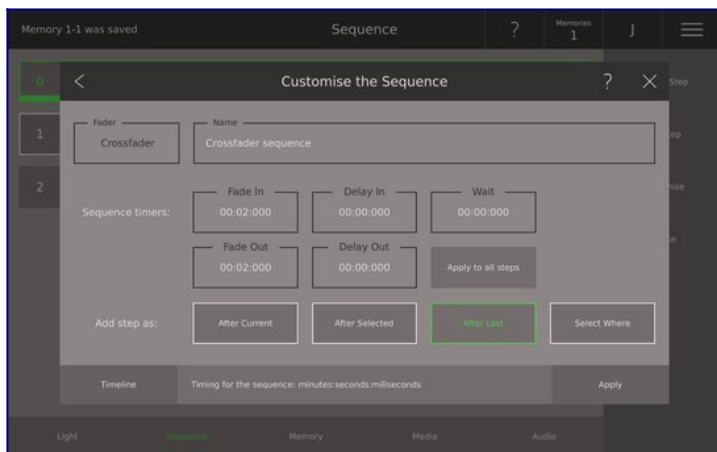 Memory 1-1 was saved Sequence ? Memories 1 J
0 Step
< Customise the Sequence ? X
Fader Name
1 Crossfader Crossfader sequence ep
2 nise
Fade In Delay In Wait
Sequence timers: 00:02:000 00:00:000 00:00:000
Fade Out Delay Out ce
00:02:000 00:00:000 Apply to all steps
Add step as: After Current After Selected After Last Select Where
Timeline Timing for the sequence: minutes:seconds:miliseconds Apply
Light Sequence Memory Media Audio